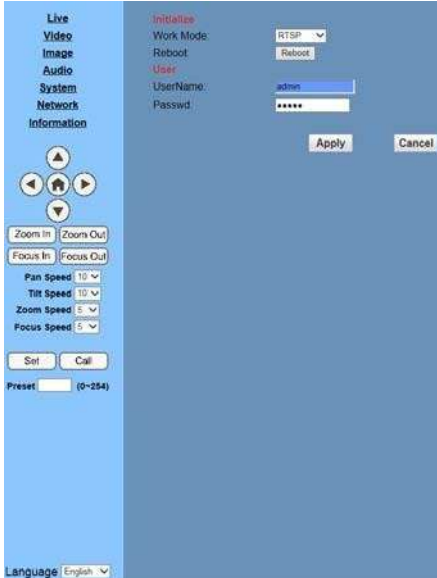 Live
Video
Image
Audio
System
Network
Information
Zoom In Zoom Out
Focus In Focus Out
Pan Speed 10
Tilt Speed 10
Zoom Speed 5
Focus Speed 5
Set Call
Preset (0~254)
Language English
Initialize
Work Mode: RTSP
Reboot: Reboot
User
UserName: admin
Passwd: •••••
Apply Cancel